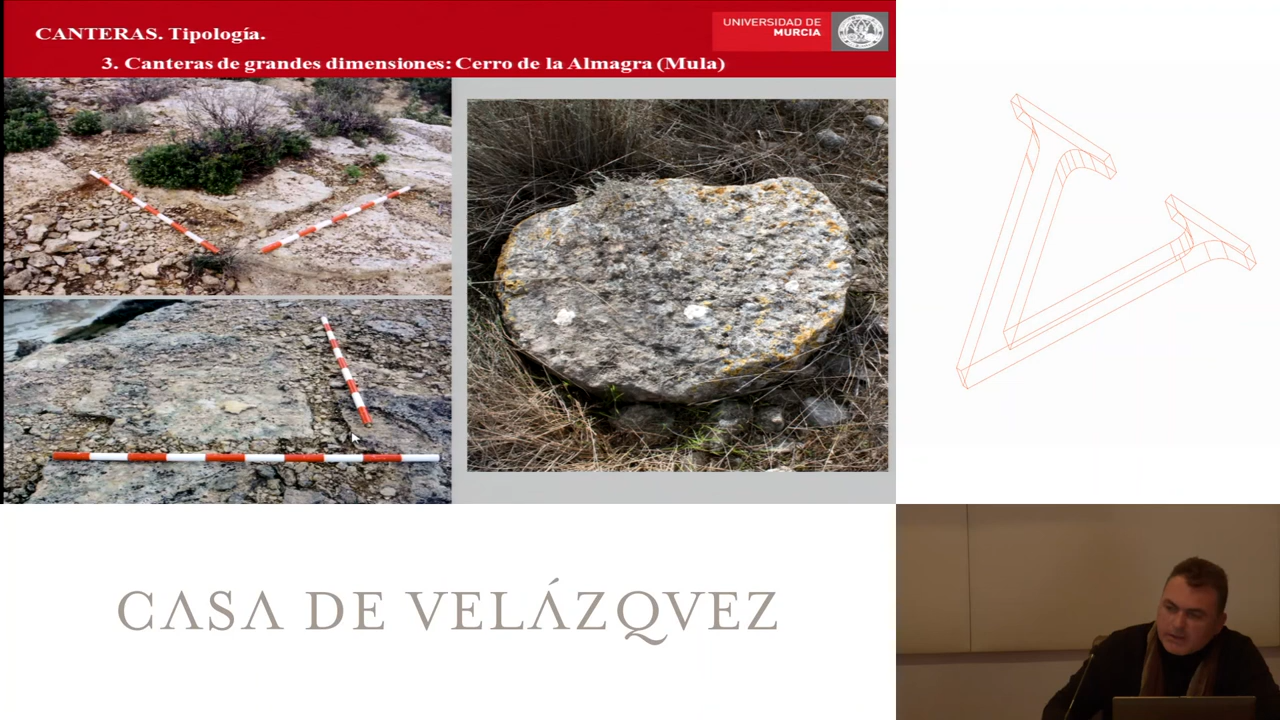 CANTERAS. Tipología.
UNIVERSIDAD DE
MURCIA
3. Canteras de grandes dimensiones: Cerro de la Almagra (Mula)
CASA DE VELÁZQVEZ